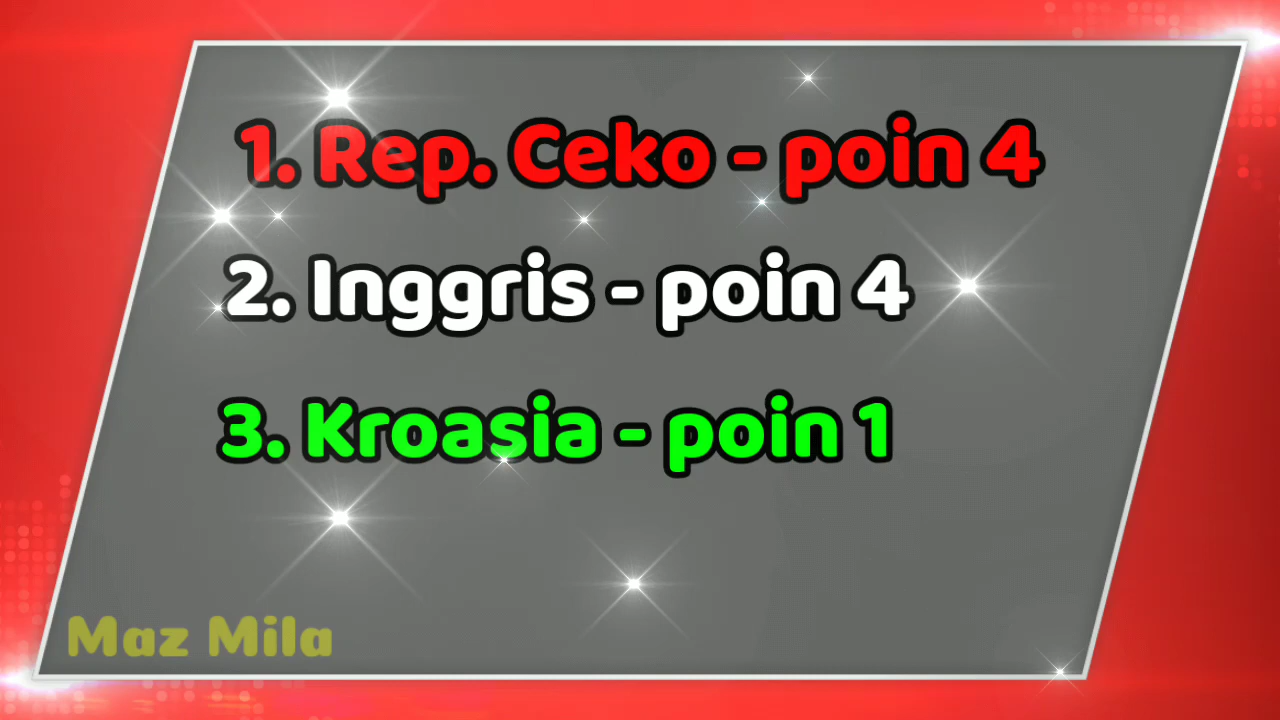 1. Rep. Ceko - poin 4
2. Inggris - poin 4
3. Kroasia - poin 1
Maz Mila